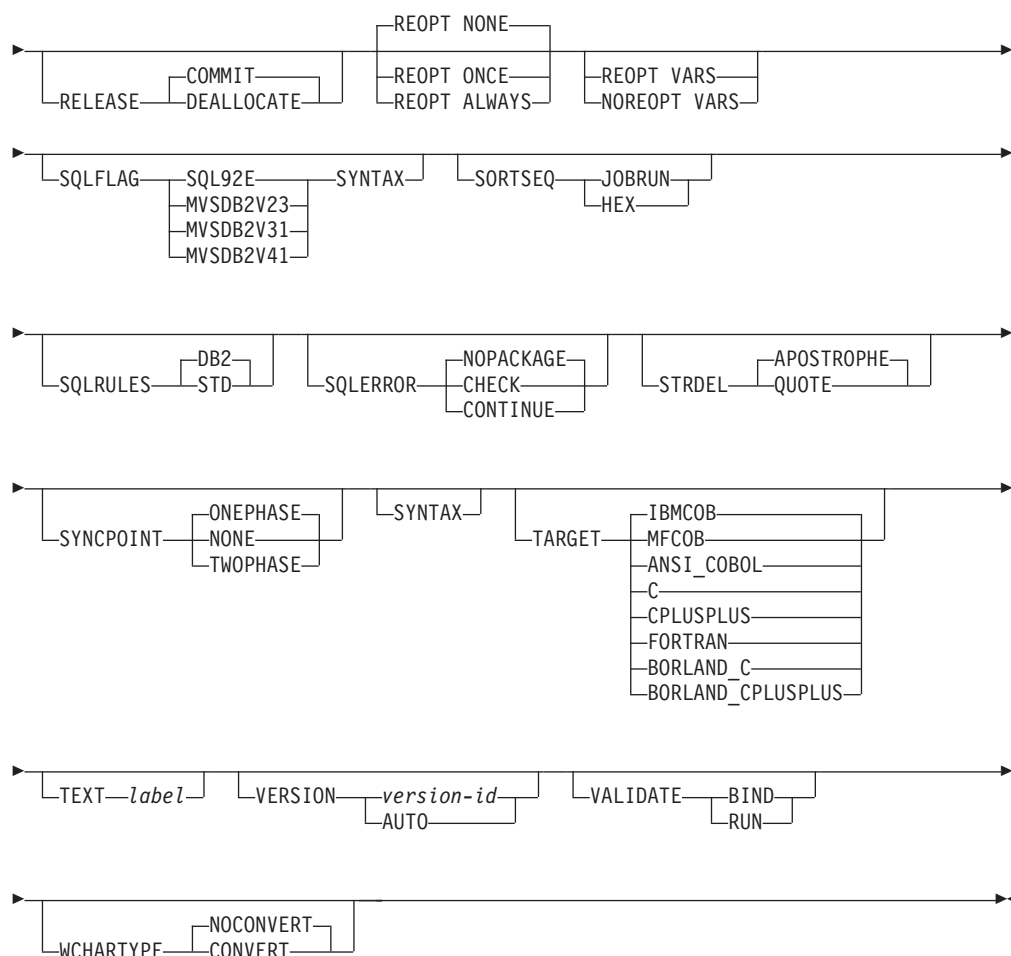 REOPT NONE
COMMIT REOPT ONCE REOPT VARS
RELEASE DEALLOCATE REOPT ALWAYS NOREOPT VARS
SQLFLAG SQL92E SYNTAX SORTSEQ JOBRUN
MVSDB2V23 HEX
MVSDB2V31
MVSDB2V41
DB2 NOPACKAGE APOSTROPHE
SQLRULES STD SQLERROR CHECK STRDEL QUOTE
CONTINUE
ONEPHASE SYNTAX IBMCOB
SYNCPOINT NONE TARGET MFCOB
TWOPHASE ANSI_COBOL
C
CPLUSPLUS
FORTRAN
BORLAND_C
BORLAND_CPLUSPLUS
TEXT label VERSION version-id VALIDATE BIND
AUTO RUN
NOCONVERT
WCHARTYPE CONVERT